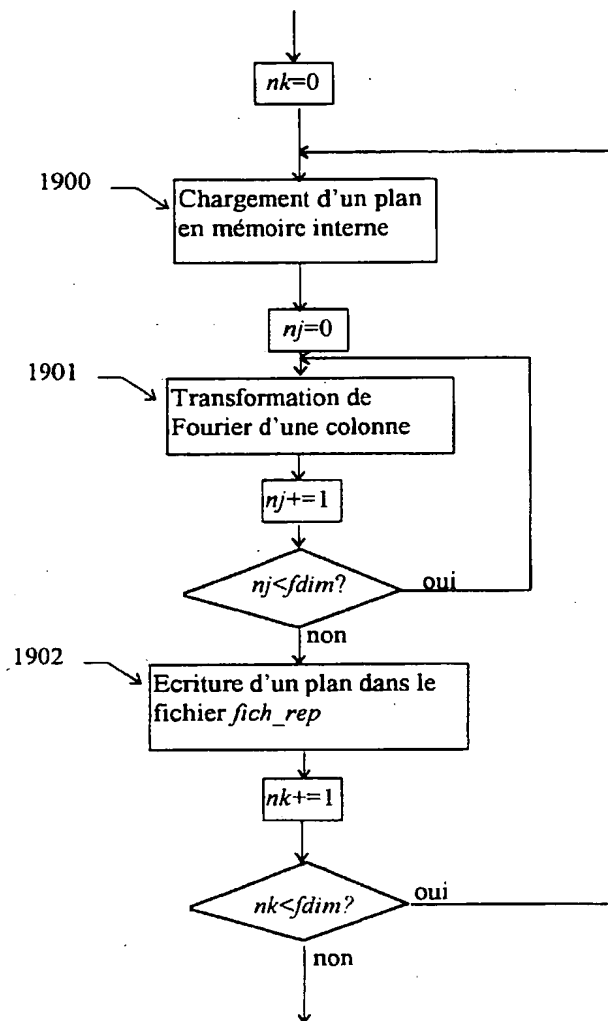 nk=0
1900
Chargement d'un plan
en mémoire interne
nj=0
1901
Transformation de
Fourier d'une colonne
nj+=1
nj<fdim?
oui
non
1902
Ecriture d'un plan dans le
fichier fich_rep
nk+=1
nk<fdim?
oui
non